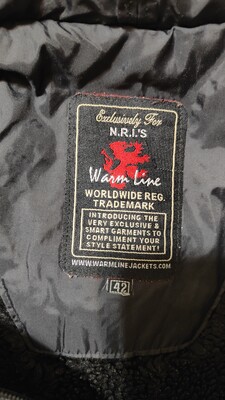 Exclusively For
N.R.I.'S
Warm Line
WORLDWIDE REG.
TRADEMARK
INTRODUCING THE
VERY EXCLUSIVE &
SMART GARMENTS TO
COMPLIMENT YOUR
STYLE STATEMENT!
WWW.WARMLINEJACKETS.COM
42